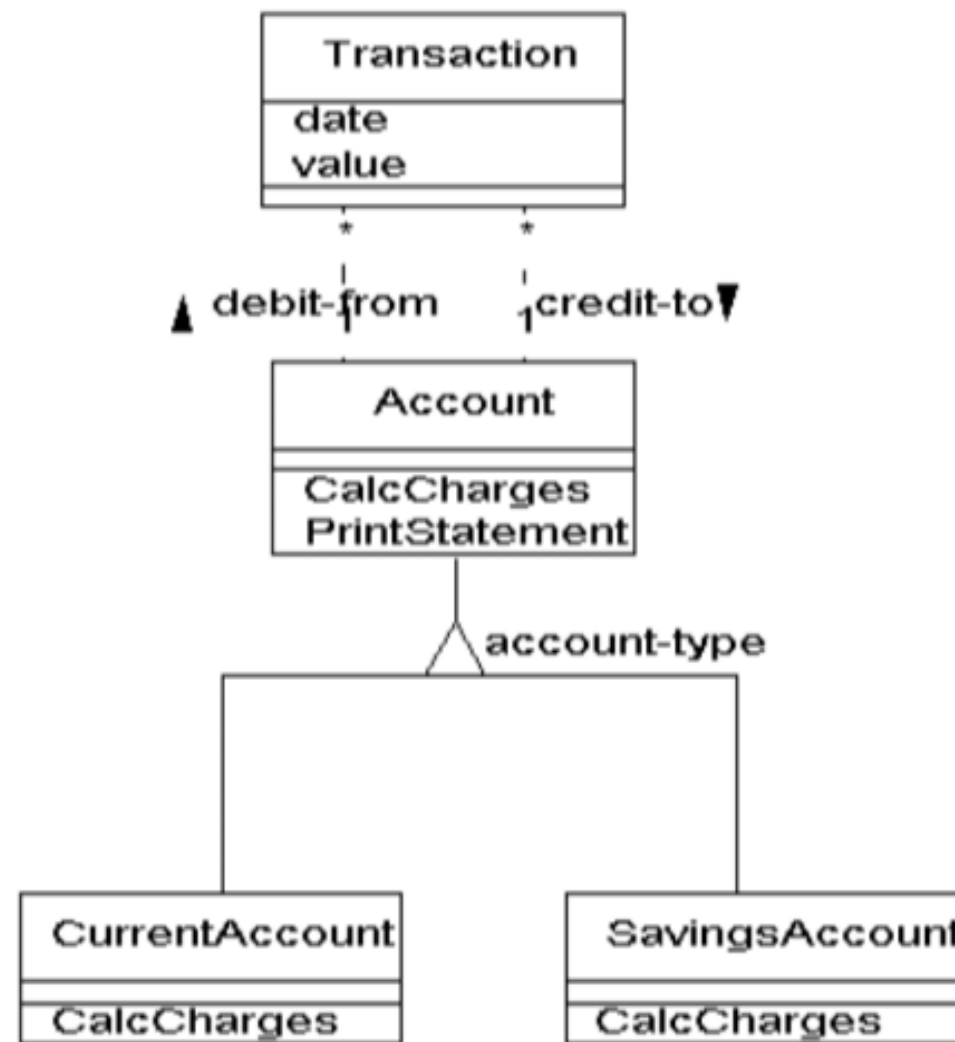 Transaction
date
value
* *
debit-from credit-to
1 1
Account
CalcCharges
PrintStatement
account-type
CurrentAccount SavingsAccount
CalcCharges CalcCharges